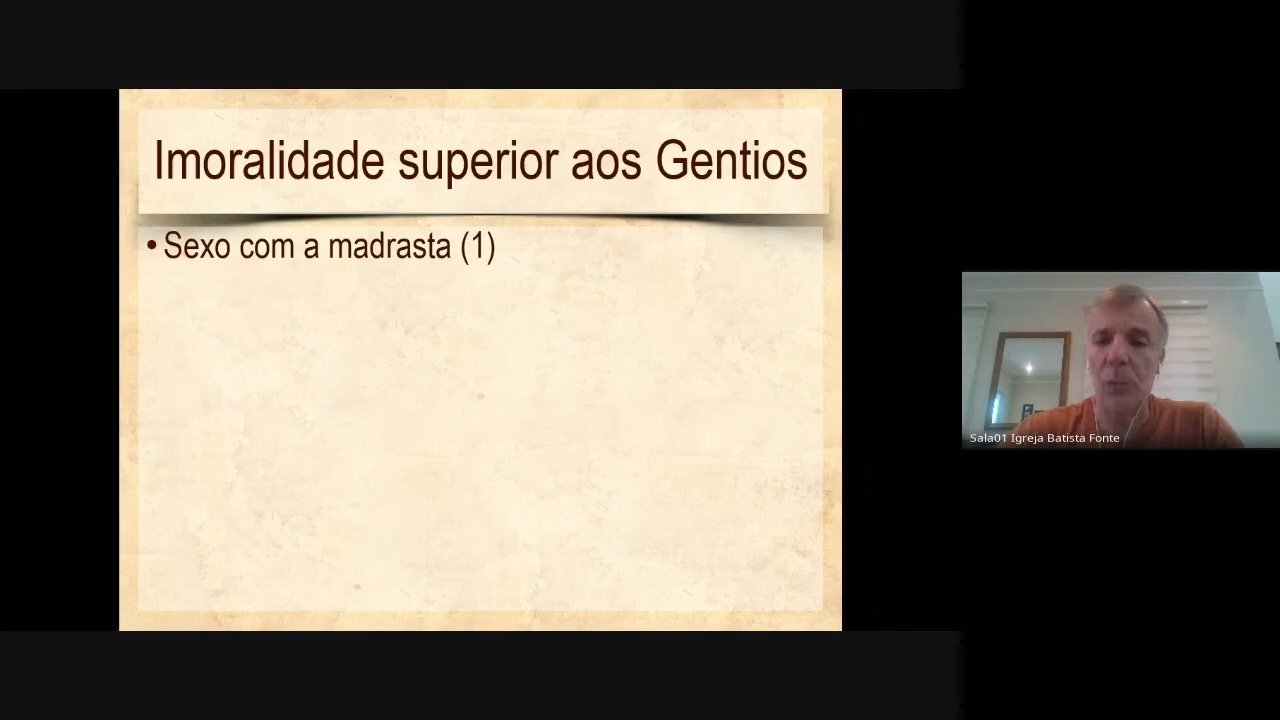 Imoralidade superior aos Gentios
• Sexo com a madrasta (1)
Sala01 Igreja Batista Fonte